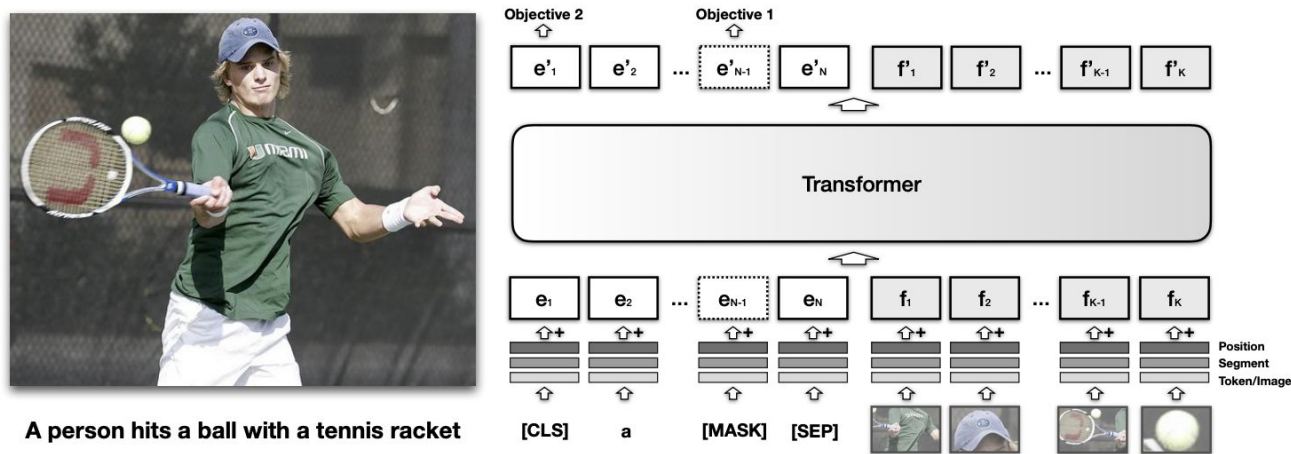 Objective 2 Objective 1
e'1 e'2 ... e'N-1 e'N f'1 f'2 ... f'K-1 f'K
MIAMI
Transformer
e1 e2 ... eN-1 eN f1 f2 ... fK-1 fK
+ + + + + + + +
Position
Segment
Token/Image
A person hits a ball with a tennis racket
[CLS] a [MASK] [SEP]